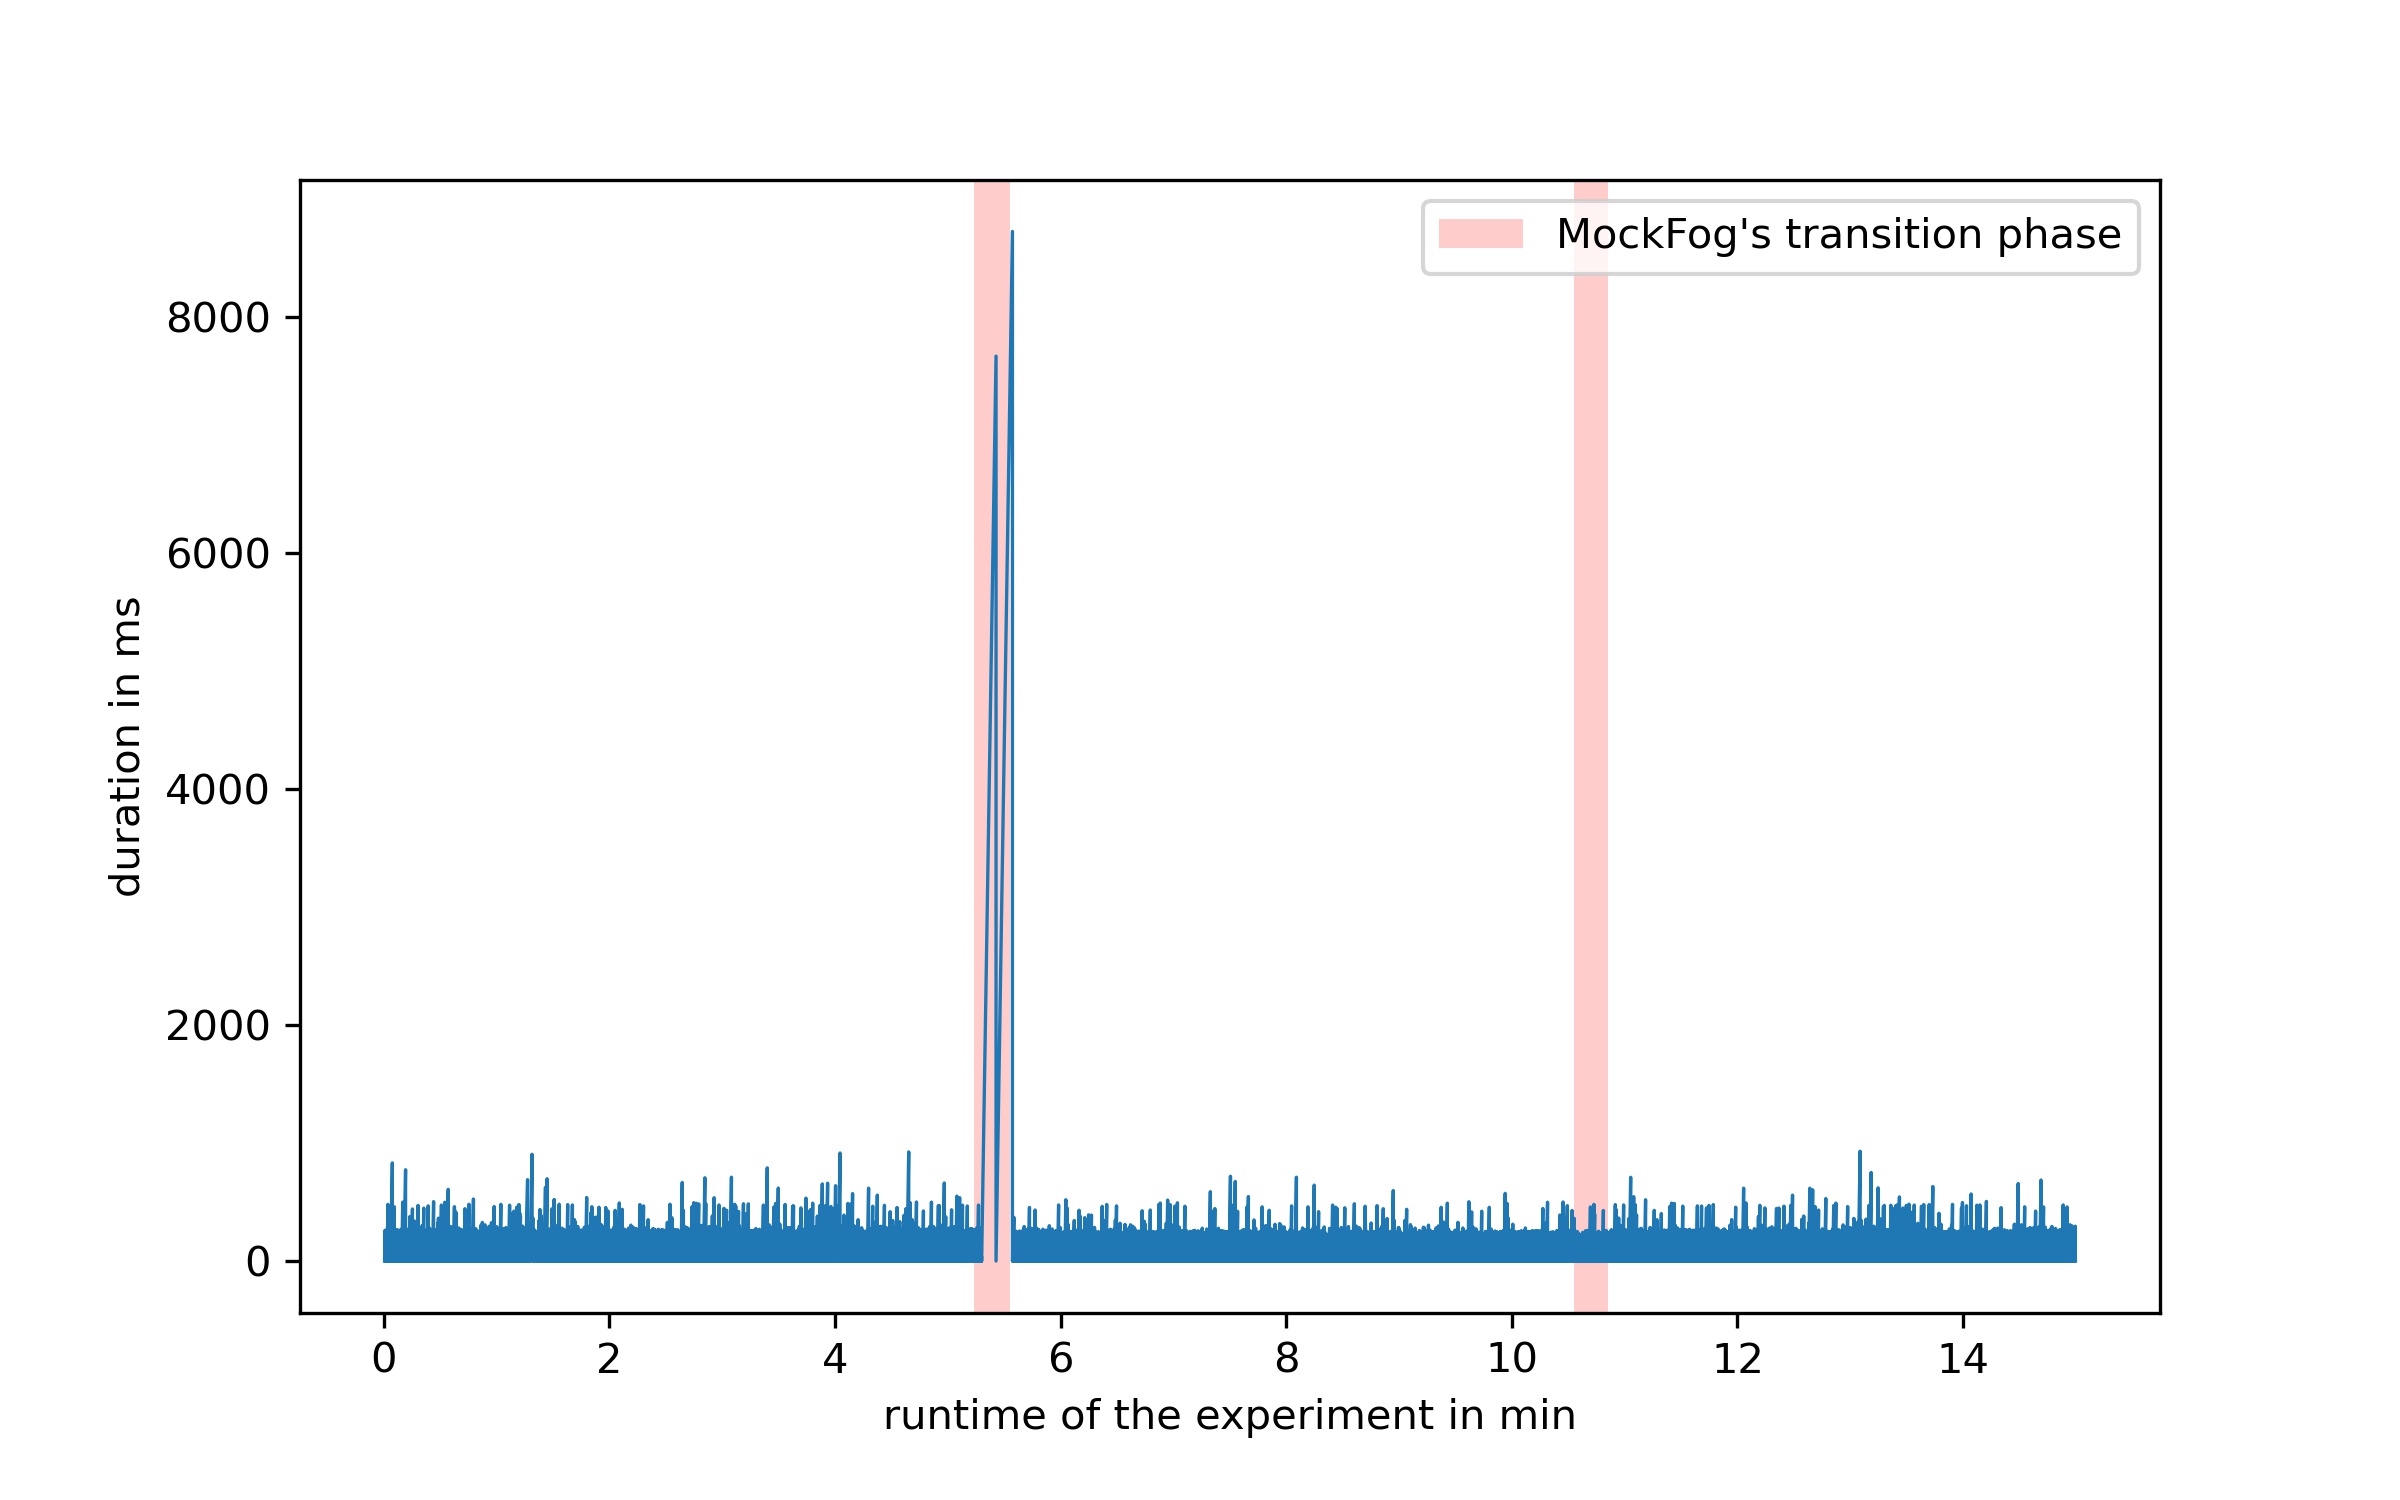 MockFog's transition phase
8000
6000
4000
2000
0
duration in ms
0 2 4 6 8 10 12 14
runtime of the experiment in min